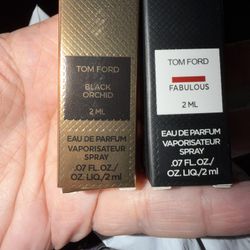 TOM FORD
BLACK
ORCHID
2 ML
EAU DE PARFUM
VAPORISATEUR
SPRAY
.07 FL.OZ./
OZ. LIQ./2 ml
TOM FORD
FABULOUS
2 ML
EAU DE PARFUM
VAPORISATEUR
SPRAY
.07 FL.OZ./
OZ. LIQ./2 ml